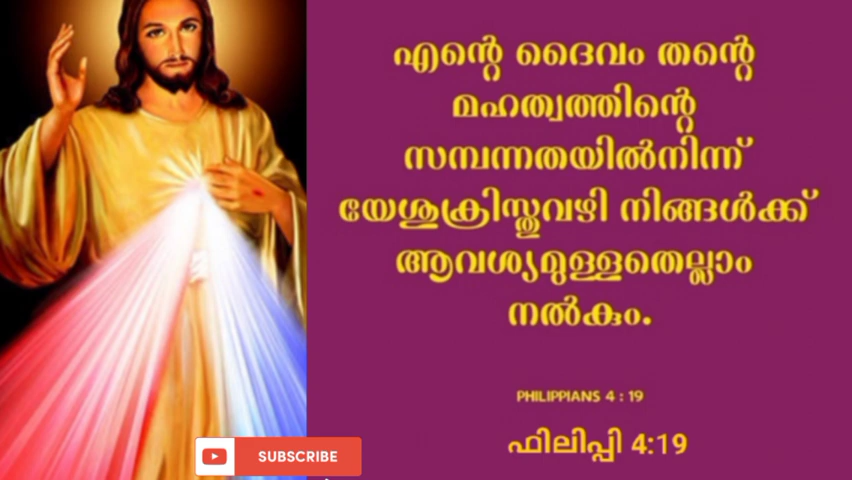 എന്റെ ദൈവം തന്റെ
മഹത്വത്തിന്റെ
സമ്പന്നതയിൽനിന്ന്
യേശുക്രിസ്തുവഴി നിങ്ങൾക്ക്
ആവശ്യമുള്ളതെല്ലാം
നൽകും.
PHILIPPIANS 4 : 19
ഫിലിപ്പി 4:19
SUBSCRIBE